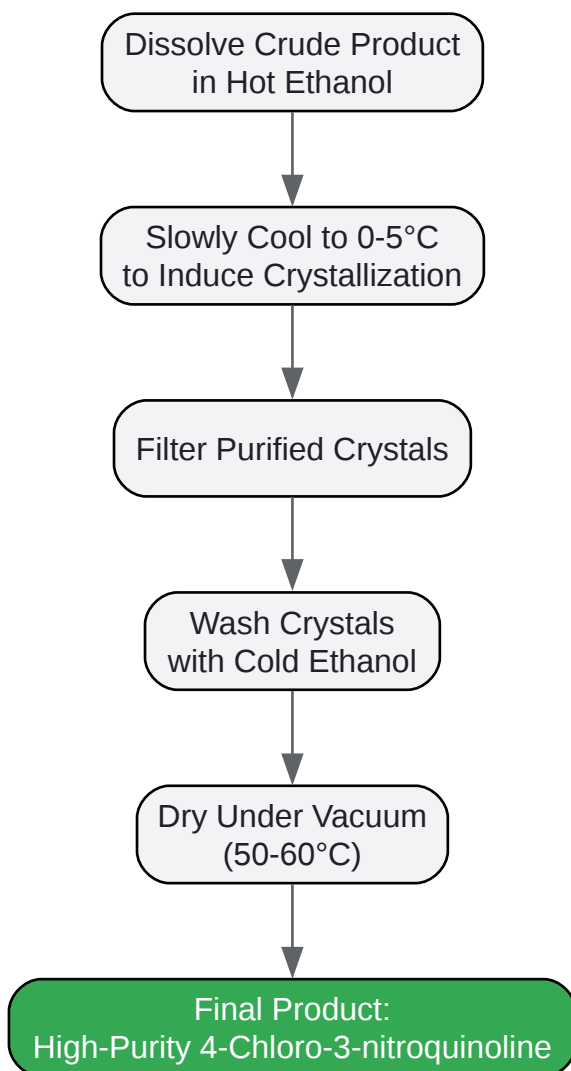 Dissolve Crude Product
in Hot Ethanol
Slowly Cool to 0-5°C
to Induce Crystallization
Filter Purified Crystals
Wash Crystals
with Cold Ethanol
Dry Under Vacuum
(50-60°C)
Final Product:
High-Purity 4-Chloro-3-nitroquinoline